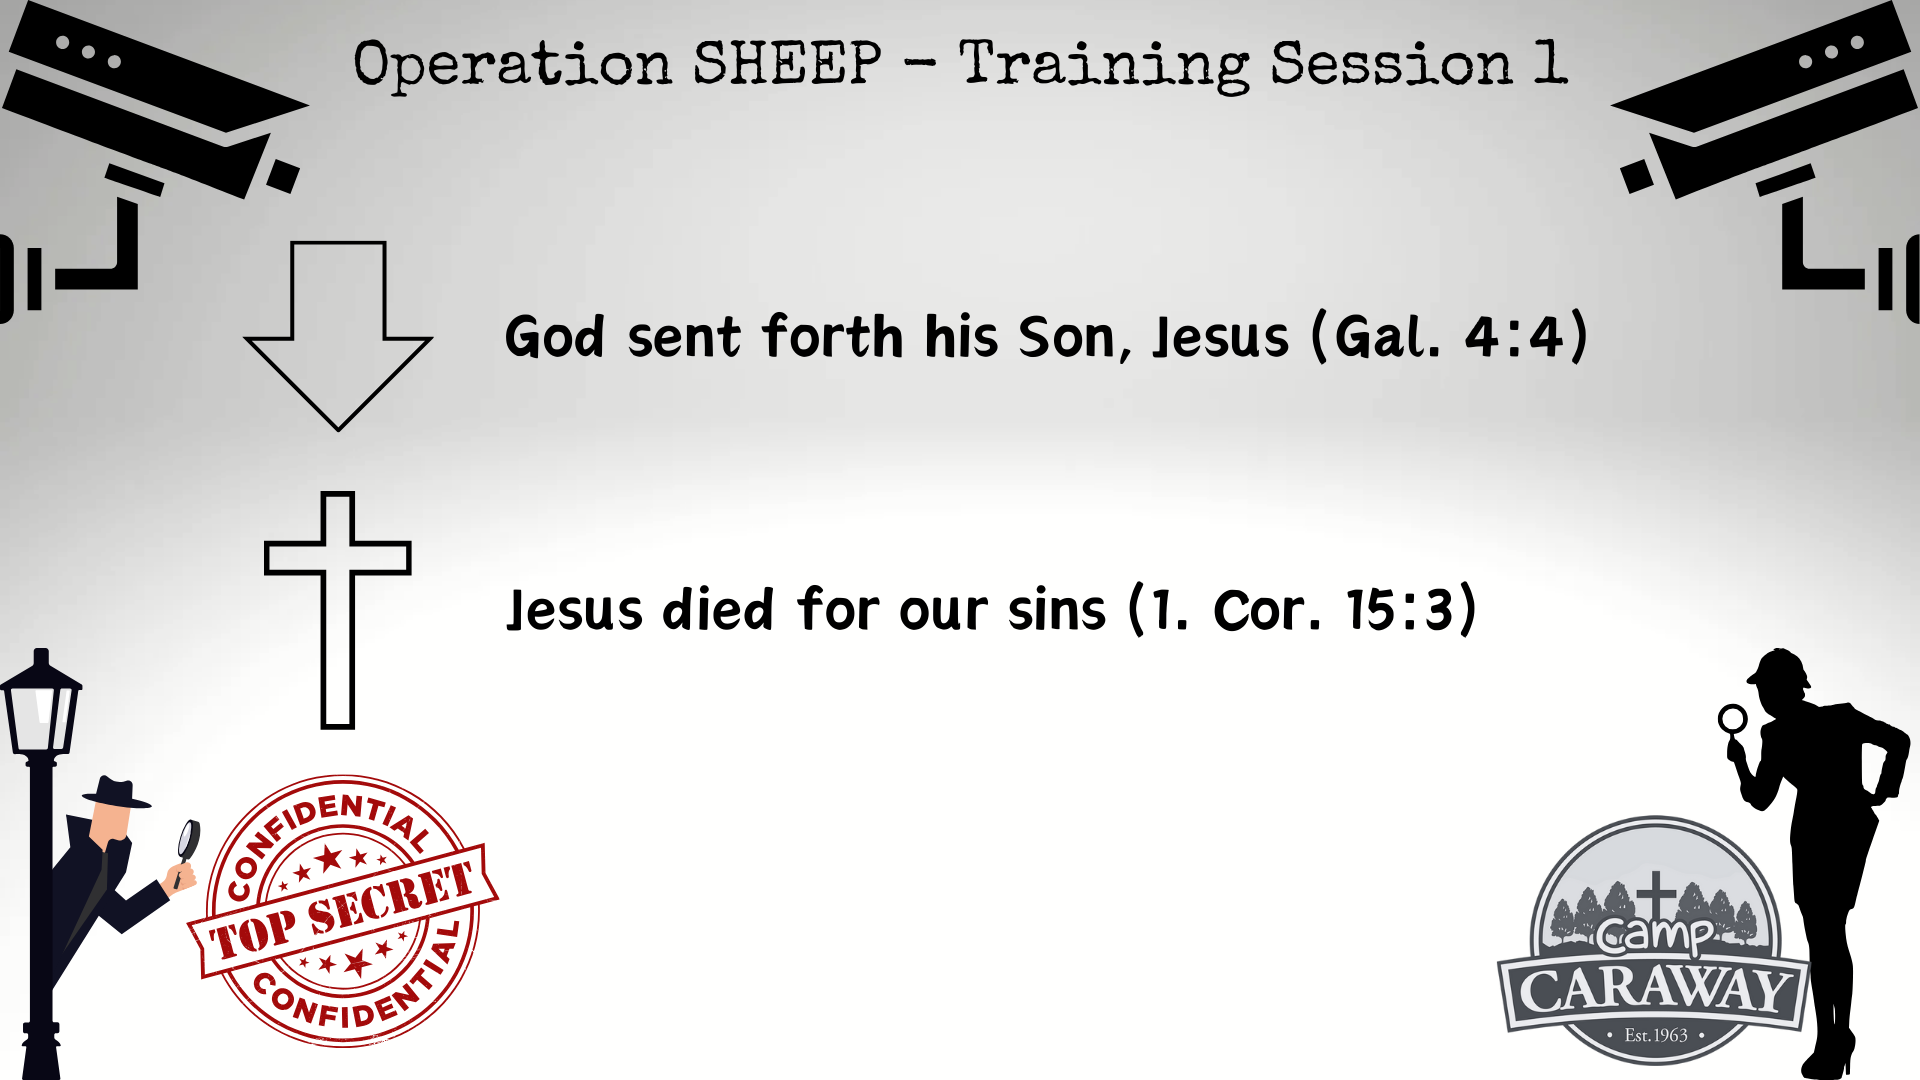 Operation SHEEP - Training Session 1
God sent forth his Son, Jesus (Gal. 4:4)
Jesus died for our sins (1. Cor. 15:3)
CONFIDENTIAL
TOP SECRET
CONFIDENTIAL
camp
CARAWAY
• Est. 1963 •